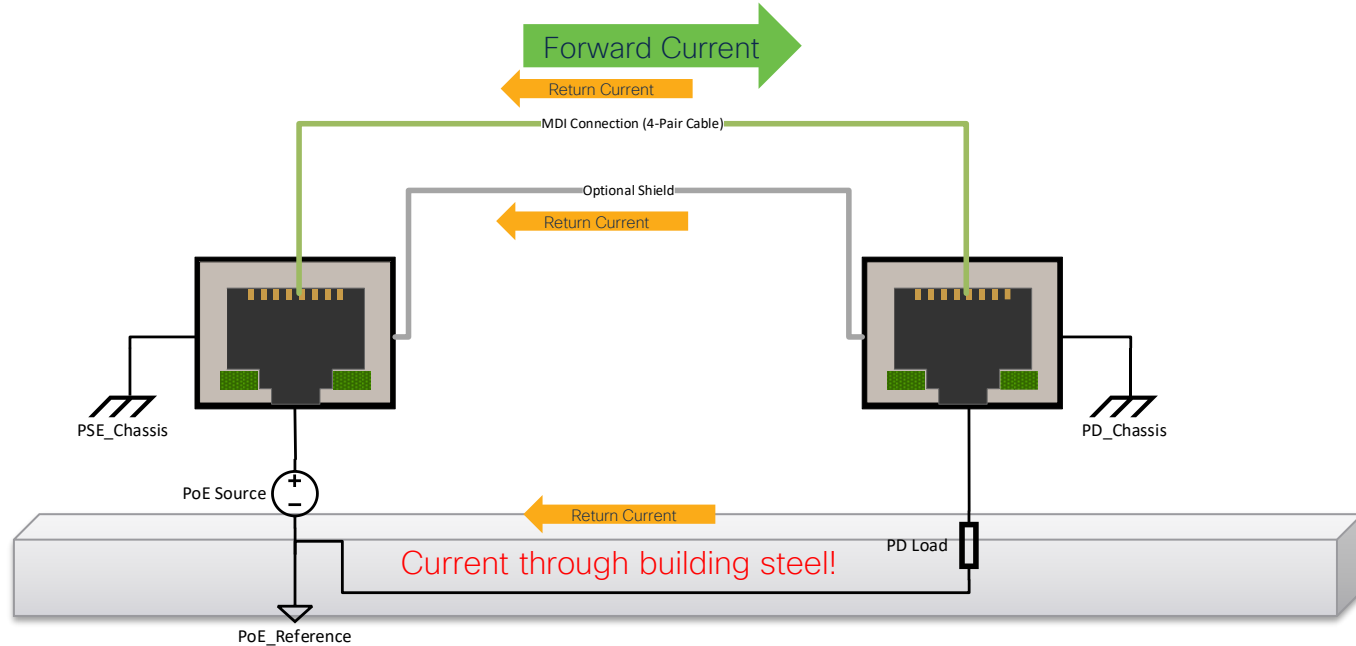 Forward Current
Return Current
MDI Connection (4-Pair Cable)
Optional Shield
Return Current
PSE_Chassis
PD_Chassis
PoE Source
+
−
Return Current
PD Load
Current through building steel!
PoE_Reference